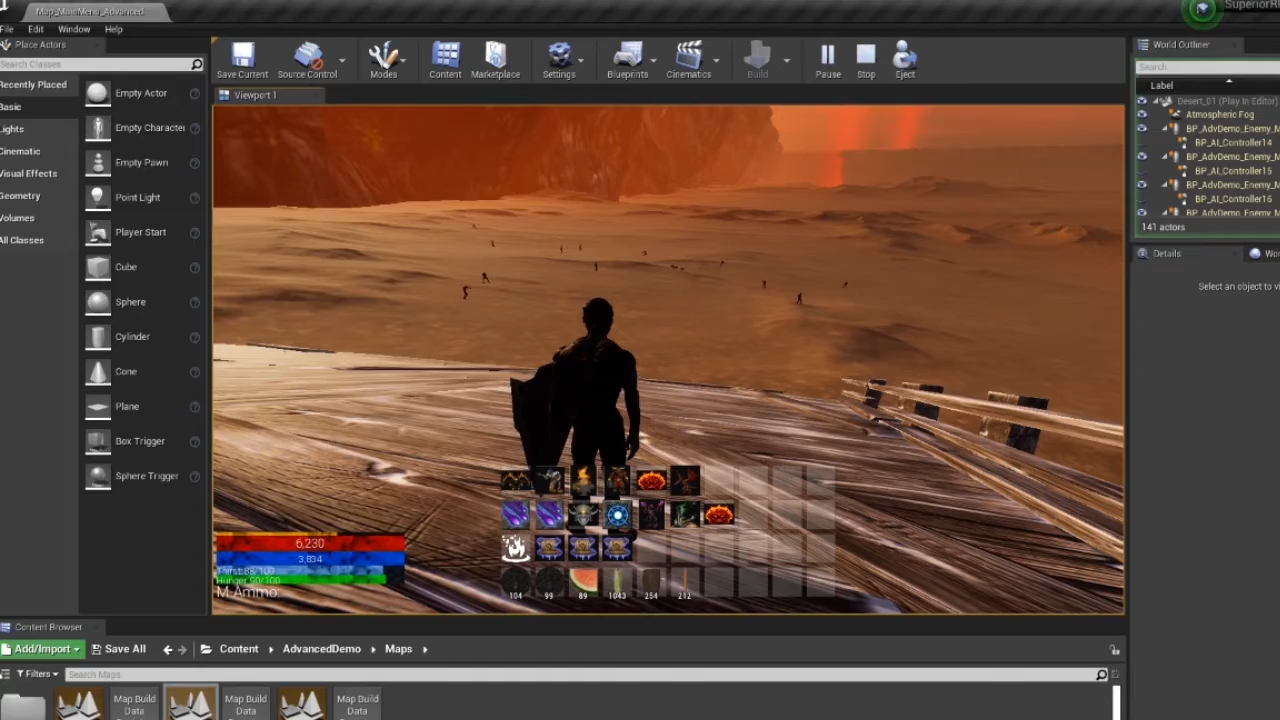 Map_MainMenu_Advanced
SuperiorR
File Edit Window Help
Place Actors
Search Classes
Recently Placed
Basic
Lights
Cinematic
Visual Effects
Geometry
Volumes
All Classes
Empty Actor
Empty Character
Empty Pawn
Point Light
Player Start
Cube
Sphere
Cylinder
Cone
Plane
Box Trigger
Sphere Trigger
Save Current Source Control Modes Content Marketplace Settings Blueprints Cinematics Build Pause Stop Eject
Viewport 1
6,230
3,834
Thirst:88/100
Hunger 90/100
M Ammo:
104 99 89 1043 254 212
World Outliner
Search
Label
Desert_01 (Play In Editor)
Atmospheric Fog
BP_AdvDemo_Enemy_M
BP_AI_Controller14
BP_AdvDemo_Enemy_M
BP_AI_Controller15
BP_AdvDemo_Enemy_M
BP_AI_Controller16
BP_AdvDemo_Enemy_M
141 actors
Details Wo
Select an object to vi
Content Browser
Add/Import Save All Content AdvancedDemo Maps
Filters Search Maps
Map Build Data Map Build Data Map Build Data